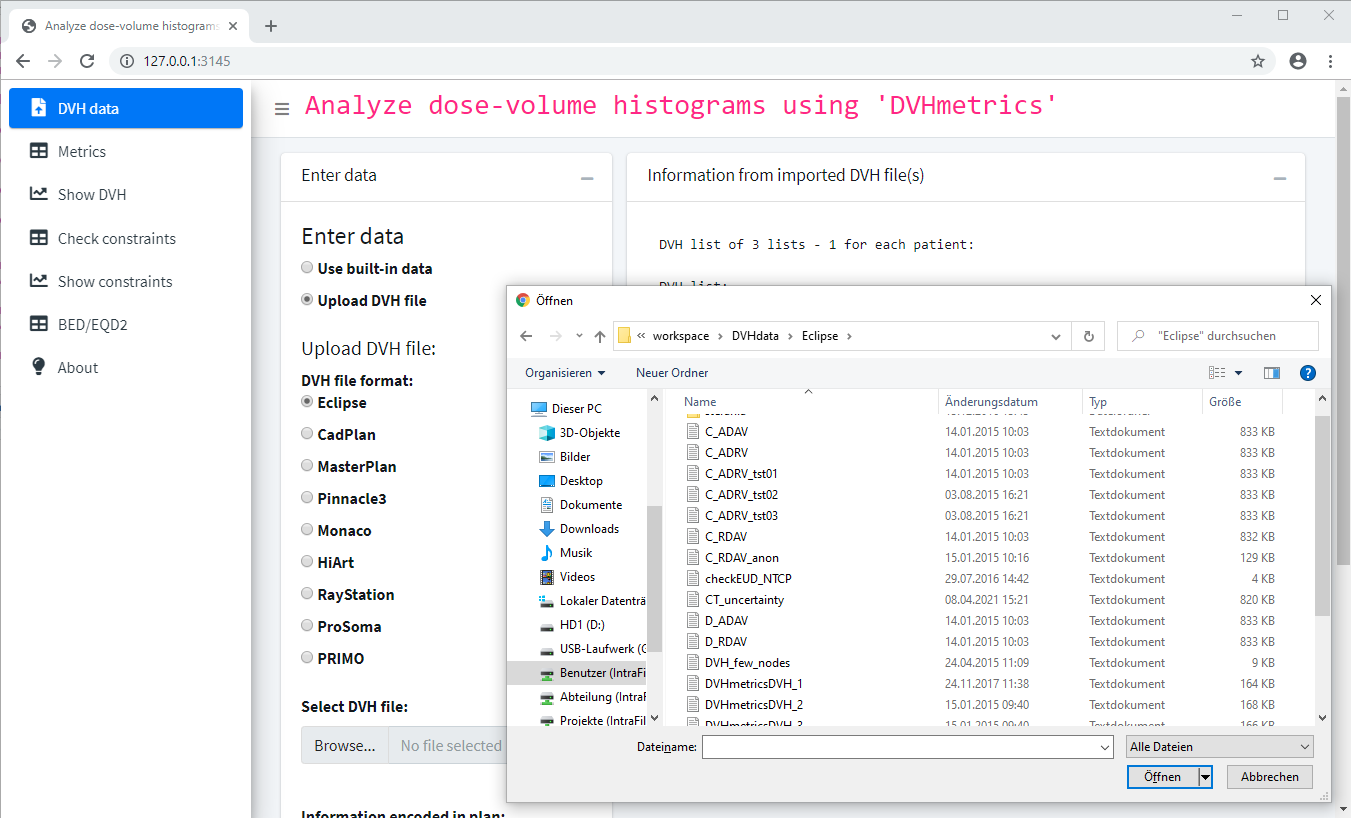 Analyze dose-volume histograms
127.0.0.1:3145
DVH data
Metrics
Show DVH
Check constraints
Show constraints
BED/EQD2
About
Analyze dose-volume histograms using 'DVHmetrics'
Enter data
Enter data
Use built-in data
Upload DVH file
Upload DVH file:
DVH file format:
Eclipse
CadPlan
MasterPlan
Pinnacle3
Monaco
HiArt
RayStation
ProSoma
PRIMO
Select DVH file:
Browse... No file selected
Information encoded in plan:
Information from imported DVH file(s)
DVH list of 3 lists - 1 for each patient:
DVH list:
Öffnen
« workspace › DVHdata › Eclipse ›
"Eclipse" durchsuchen
Organisieren Neuer Ordner
Dieser PC
3D-Objekte
Bilder
Desktop
Dokumente
Downloads
Musik
Videos
Lokaler Datenträ
HD1 (D:)
USB-Laufwerk (
Benutzer (IntraFi
Abteilung (IntraF
Projekte (IntraFil
Name Änderungsdatum Typ Größe
C_ADAV 14.01.2015 10:03 Textdokument 833 KB
C_ADRV 14.01.2015 10:03 Textdokument 833 KB
C_ADRV_tst01 14.01.2015 10:03 Textdokument 833 KB
C_ADRV_tst02 03.08.2015 16:21 Textdokument 833 KB
C_ADRV_tst03 03.08.2015 16:21 Textdokument 833 KB
C_RDAV 14.01.2015 10:03 Textdokument 832 KB
C_RDAV_anon 15.01.2015 10:16 Textdokument 129 KB
checkEUD_NTCP 29.07.2016 14:42 Textdokument 4 KB
CT_uncertainty 08.04.2021 15:21 Textdokument 820 KB
D_ADAV 14.01.2015 10:03 Textdokument 833 KB
D_RDAV 14.01.2015 10:03 Textdokument 833 KB
DVH_few_nodes 24.04.2015 11:09 Textdokument 9 KB
DVHmetricsDVH_1 24.11.2017 11:38 Textdokument 164 KB
DVHmetricsDVH_2 15.01.2015 09:40 Textdokument 168 KB
DVHmetricsDVH_3 15.01.2015 09:40 Textdokument 166 KB
Dateiname:
Alle Dateien
Öffnen Abbrechen